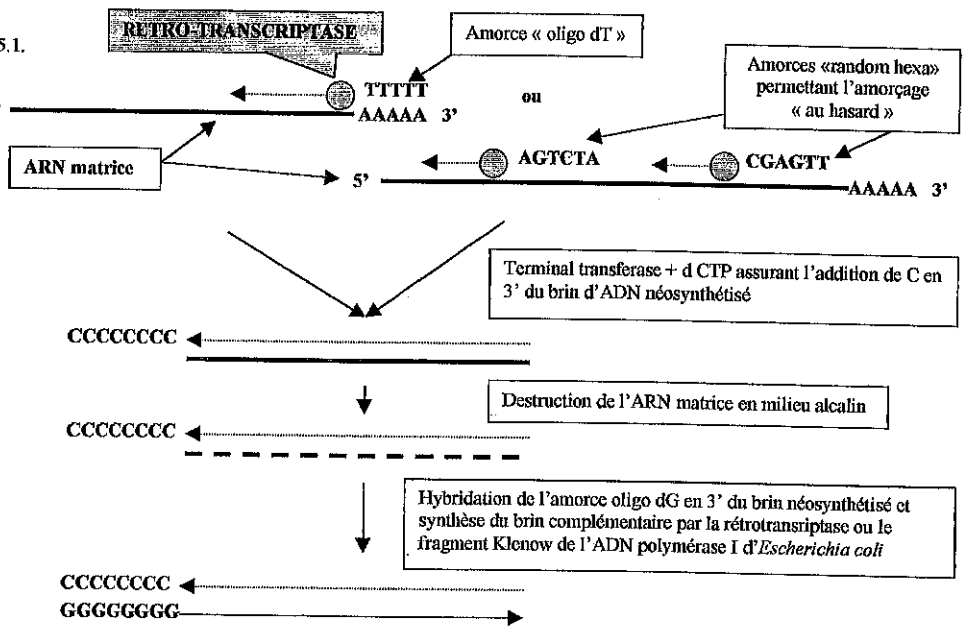 5.1.
RETRO-TRANSCRIPTASE
Amorce « oligo dT »
TTTTT
AAAAA 3'
ou
Amorces «random hexa»
permettant l'amorçage
« au hasard »
ARN matrice
AGTCTA
CGAGTT
5'
AAAAA 3'
Terminal transferase + d CTP assurant l'addition de C en
3' du brin d'ADN néosynthétisé
CCCCCCCC
Destruction de l'ARN matrice en milieu alcalin
CCCCCCCC
Hybridation de l'amorce oligo dG en 3' du brin néosynthétisé et
synthèse du brin complémentaire par la rétrotransriptase ou le
fragment Klenow de l'ADN polymérase I d'Escherichia coli
CCCCCCCC
GGGGGGGG